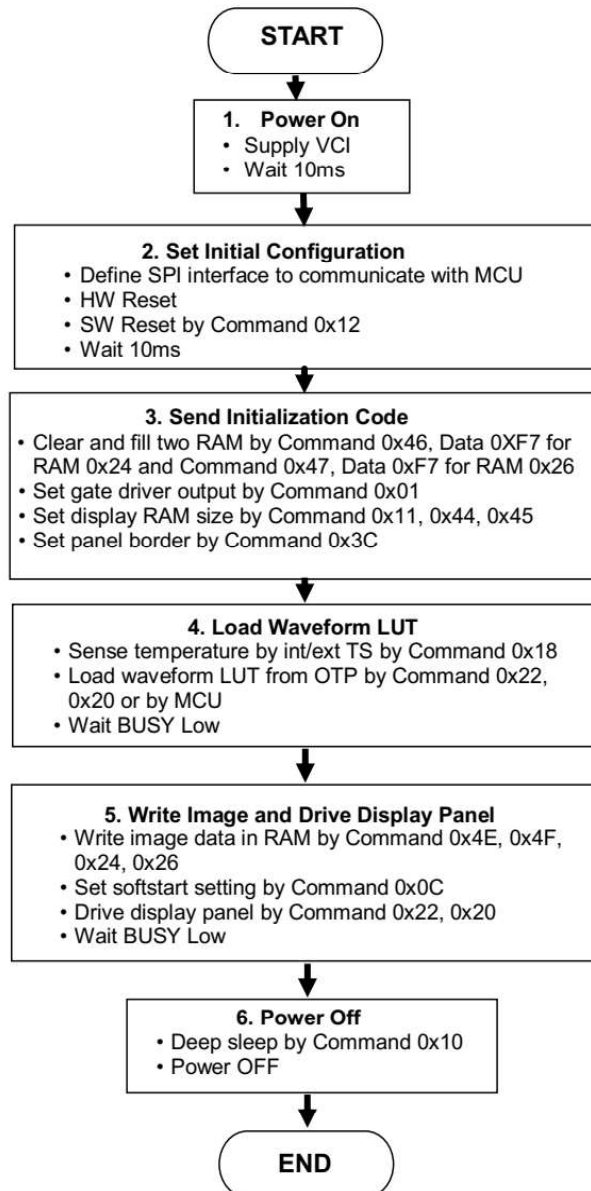 START
1. Power On
• Supply VCI
• Wait 10ms
2. Set Initial Configuration
• Define SPI interface to communicate with MCU
• HW Reset
• SW Reset by Command 0x12
• Wait 10ms
3. Send Initialization Code
• Clear and fill two RAM by Command 0x46, Data 0XF7 for
RAM 0x24 and Command 0x47, Data 0xF7 for RAM 0x26
• Set gate driver output by Command 0x01
• Set display RAM size by Command 0x11, 0x44, 0x45
• Set panel border by Command 0x3C
4. Load Waveform LUT
• Sense temperature by int/ext TS by Command 0x18
• Load waveform LUT from OTP by Command 0x22,
0x20 or by MCU
• Wait BUSY Low
5. Write Image and Drive Display Panel
• Write image data in RAM by Command 0x4E, 0x4F,
0x24, 0x26
• Set softstart setting by Command 0x0C
• Drive display panel by Command 0x22, 0x20
• Wait BUSY Low
6. Power Off
• Deep sleep by Command 0x10
• Power OFF
END